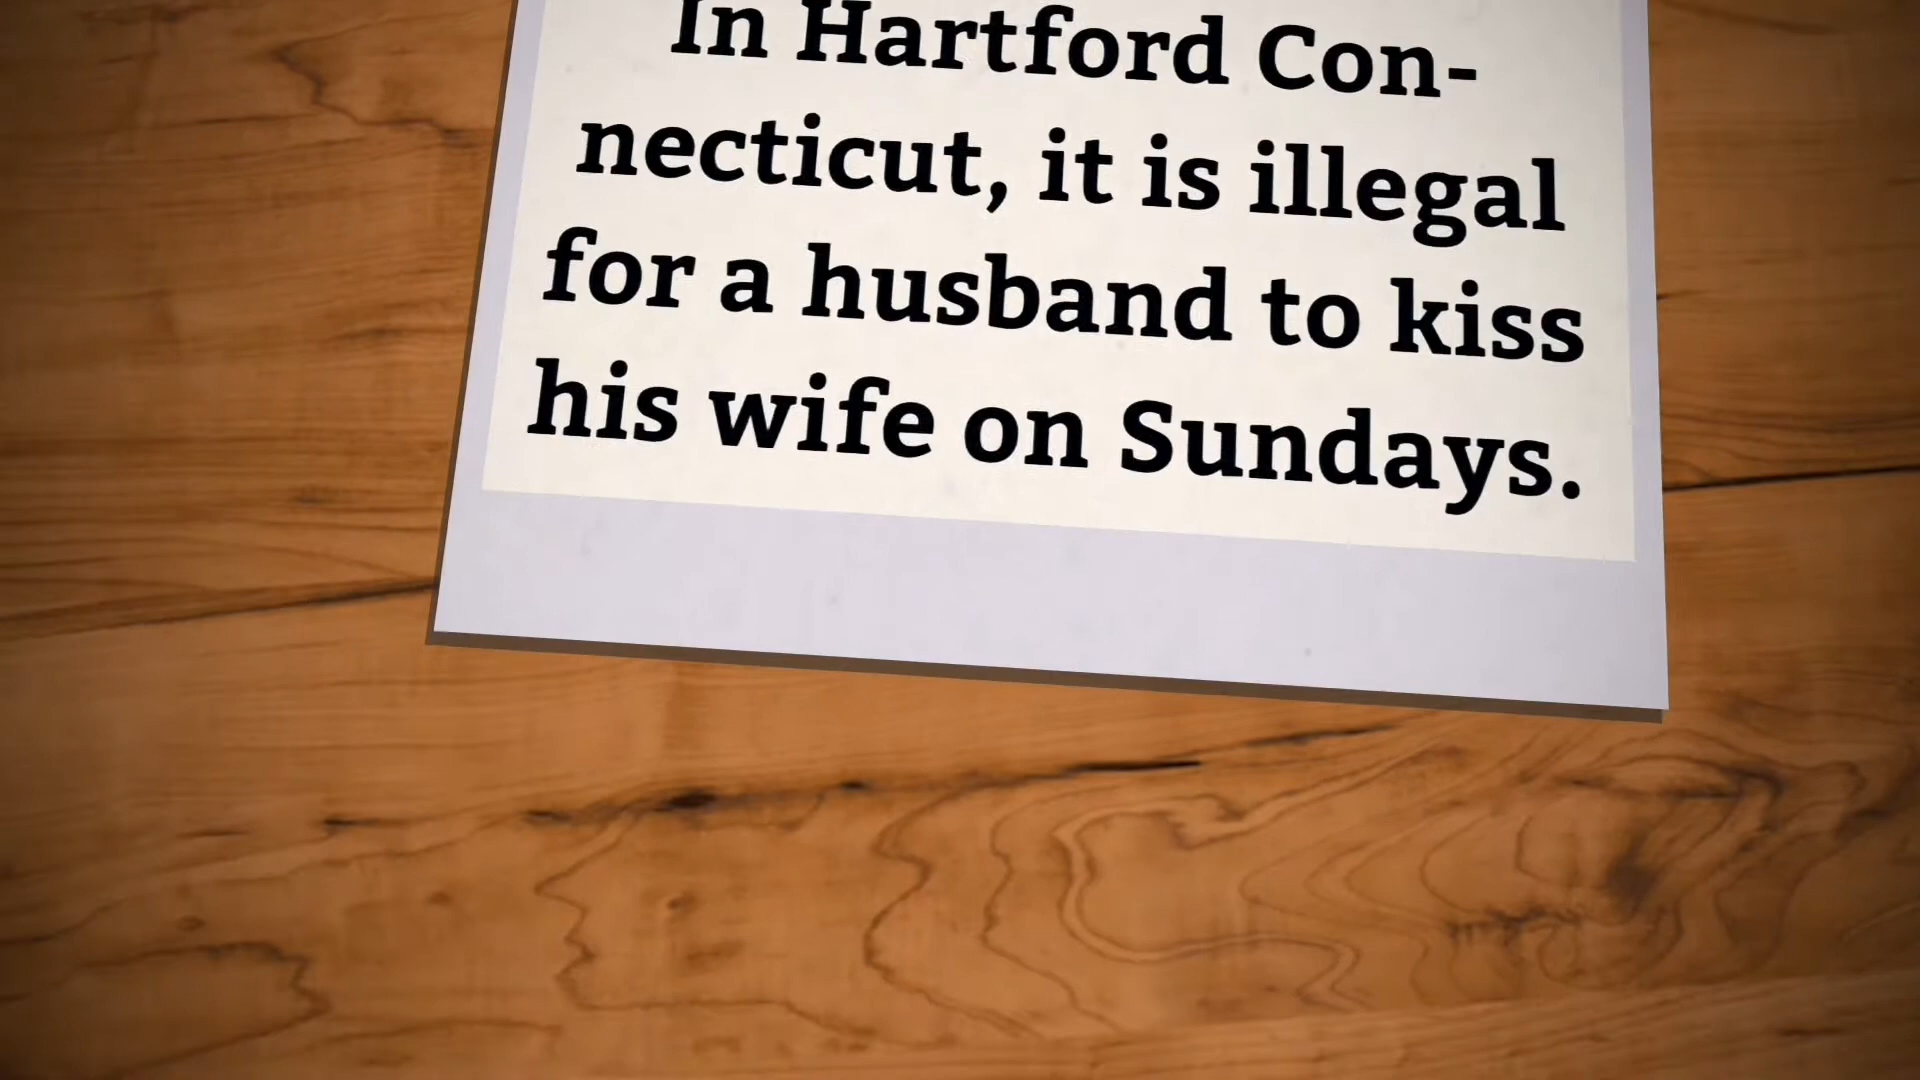 In Hartford Con-
necticut, it is illegal
for a husband to kiss
his wife on Sundays.